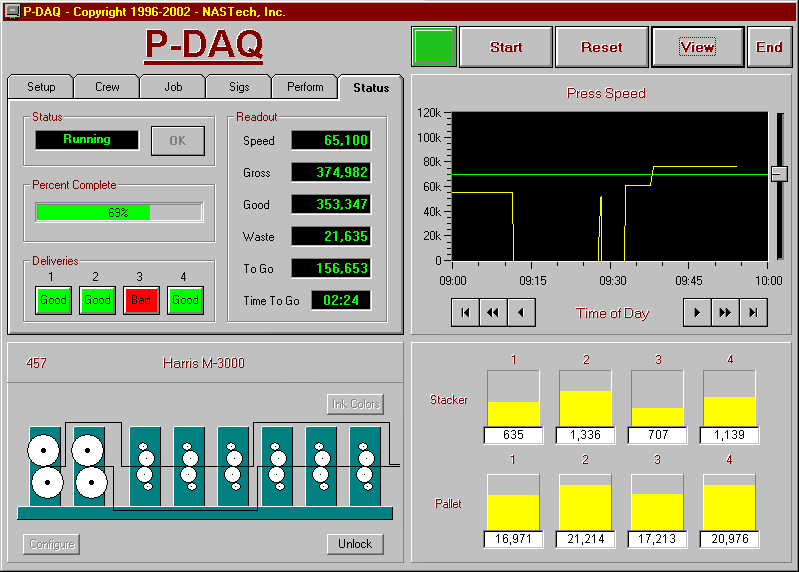 P-DAQ - Copyright 1996-2002 - NASTech, Inc.
P-DAQ
Start Reset View End
Setup Crew Job Sigs Perform Status
Status
Running OK
Percent Complete
69%
Deliveries
1 2 3 4
Good Good Bad Good
Readout
Speed 65,100
Gross 374,982
Good 353,347
Waste 21,635
To Go 156,653
Time To Go 02:24
Press Speed
120k
100k
80k
60k
40k
20k
0
09:00 09:15 09:30 09:45 10:00
Time of Day
457 Harris M-3000
Ink Colors
Configure Unlock
1 2 3 4
Stacker
635 1,336 707 1,139
1 2 3 4
Pallet
16,971 21,214 17,213 20,976